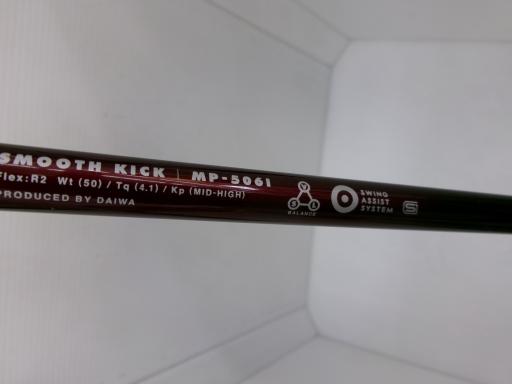 SMOOTH KICK | MP-506I
Flex:R2 Wt (50) / Tq (4.1) / Kp (MID-HIGH)
PRODUCED BY DAIWA
V
S L
BALANCE
SWING
ASSIST
SYSTEM
S